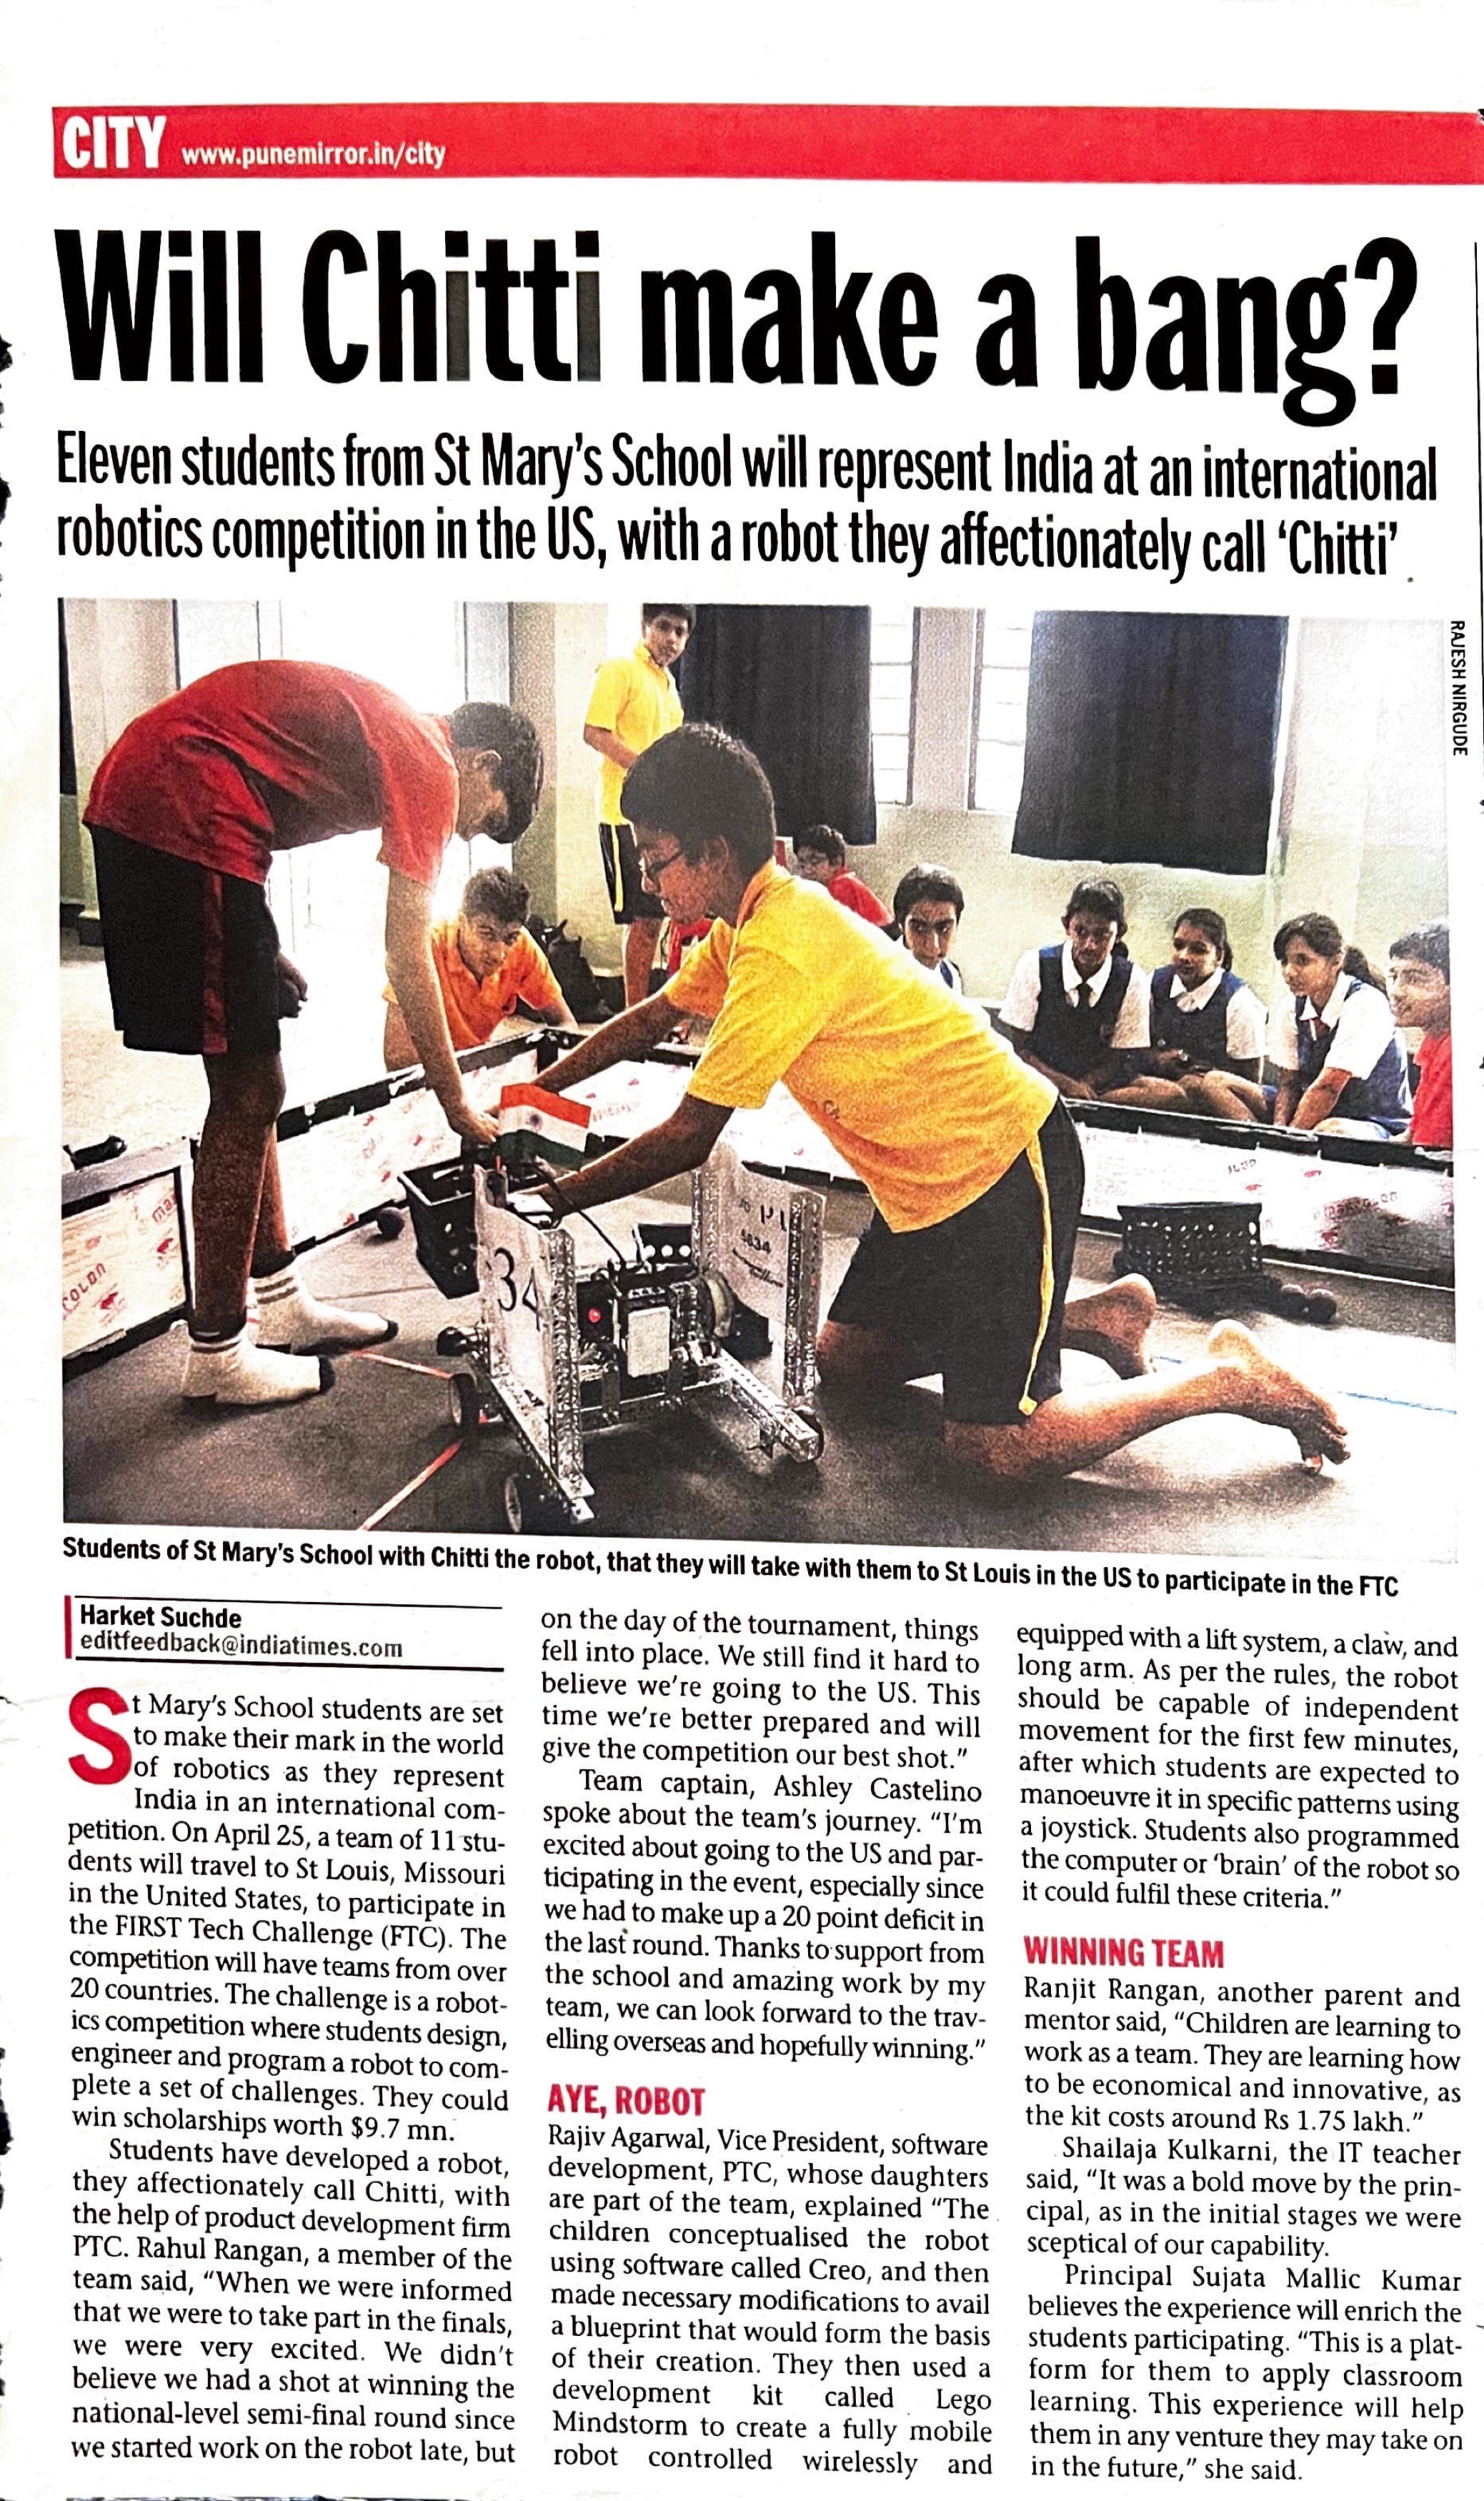 CITY www.punemirror.in/city
Will Chitti make a bang?
Eleven students from St Mary's School will represent India at an international
robotics competition in the US, with a robot they affectionately call 'Chitti'
RAJESH NIRGUDE
COLON
34
5634
Students of St Mary's School with Chitti the robot, that they will take with them to St Louis in the US to participate in the FTC
Harket Suchde
editfeedback@indiatimes.com
St Mary's School students are set
to make their mark in the world
of robotics as they represent
India in an international com-
petition. On April 25, a team of 11 stu-
dents will travel to St Louis, Missouri
in the United States, to participate in
the FIRST Tech Challenge (FTC). The
competition will have teams from over
20 countries. The challenge is a robot-
ics competition where students design,
engineer and program a robot to com-
plete a set of challenges. They could
win scholarships worth $9.7 mn.
Students have developed a robot,
they affectionately call Chitti, with
the help of product development firm
PTC. Rahul Rangan, a member of the
team said, "When we were informed
that we were to take part in the finals,
we were very excited. We didn't
believe we had a shot at winning the
national-level semi-final round since
we started work on the robot late, but
on the day of the tournament, things
fell into place. We still find it hard to
believe we're going to the US. This
time we're better prepared and will
give the competition our best shot."
Team captain, Ashley Castelino
spoke about the team's journey. "I'm
excited about going to the US and par-
ticipating in the event, especially since
we had to make up a 20 point deficit in
the last round. Thanks to support from
the school and amazing work by my
team, we can look forward to the trav-
elling overseas and hopefully winning."
AYE, ROBOT
Rajiv Agarwal, Vice President, software
development, PTC, whose daughters
are part of the team, explained "The
children conceptualised the robot
using software called Creo, and then
made necessary modifications to avail
a blueprint that would form the basis
of their creation. They then used a
development kit called Lego
Mindstorm to create a fully mobile
robot controlled wirelessly and
equipped with a lift system, a claw, and
long arm. As per the rules, the robot
should be capable of independent
movement for the first few minutes,
after which students are expected to
manoeuvre it in specific patterns using
a joystick. Students also programmed
the computer or 'brain' of the robot so
it could fulfil these criteria."
WINNING TEAM
Ranjit Rangan, another parent and
mentor said, "Children are learning to
work as a team. They are learning how
to be economical and innovative, as
the kit costs around Rs 1.75 lakh."
Shailaja Kulkarni, the IT teacher
said, "It was a bold move by the prin-
cipal, as in the initial stages we were
sceptical of our capability.
Principal Sujata Mallic Kumar
believes the experience will enrich the
students participating. "This is a plat-
form for them to apply classroom
learning. This experience will help
them in any venture they may take on
in the future," she said.